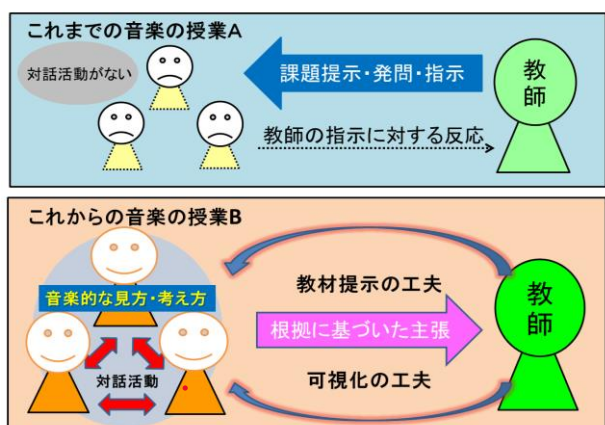 これまでの音楽の授業A
対話活動がない
課題提示・発問・指示
教師の指示に対する反応
教
師
これからの音楽の授業B
音楽的な見方・考え方
対話活動
教材提示の工夫
根拠に基づいた主張
可視化の工夫
教
師